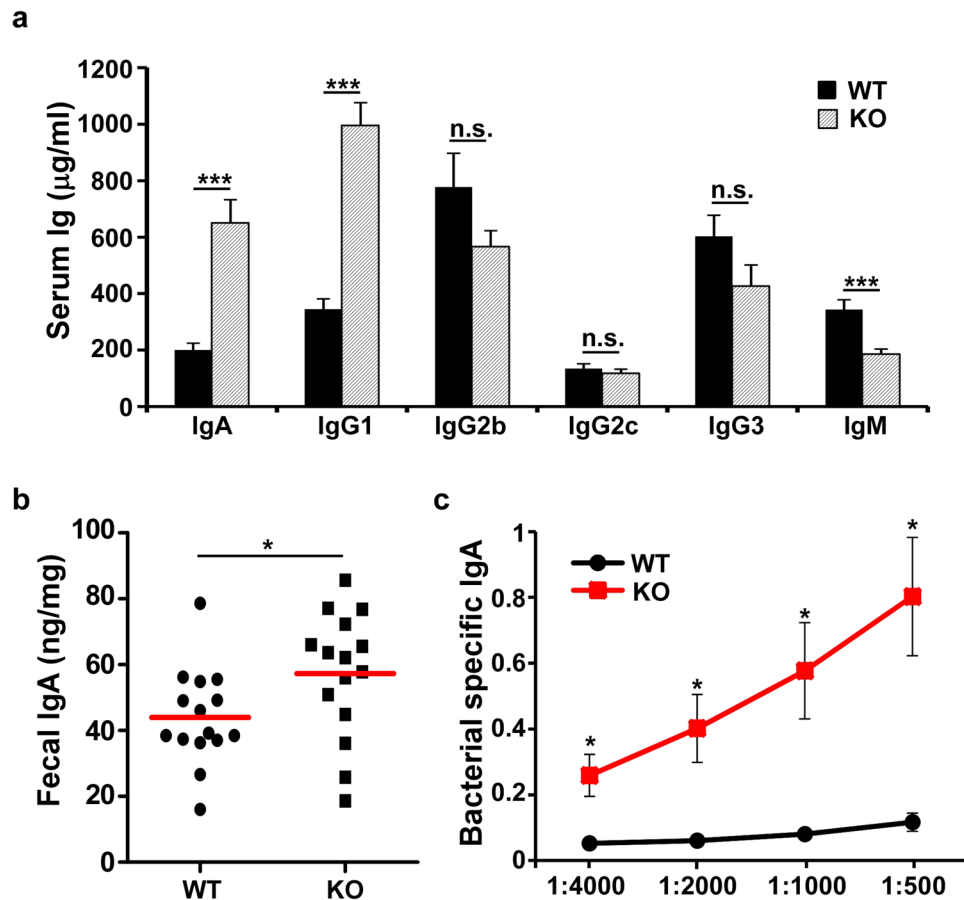 a
Serum Ig (µg/ml)
1200
1000
800
600
400
200
0
***
***
n.s.
n.s.
n.s.
***
WT
KO
IgA IgG1 IgG2b IgG2c IgG3 IgM
b
Fecal IgA (ng/mg)
100
80
60
40
20
0
*
WT KO
c
Bacterial specific IgA
1
0.8
0.6
0.4
0.2
0
WT
KO
*
*
*
*
1:4000 1:2000 1:1000 1:500